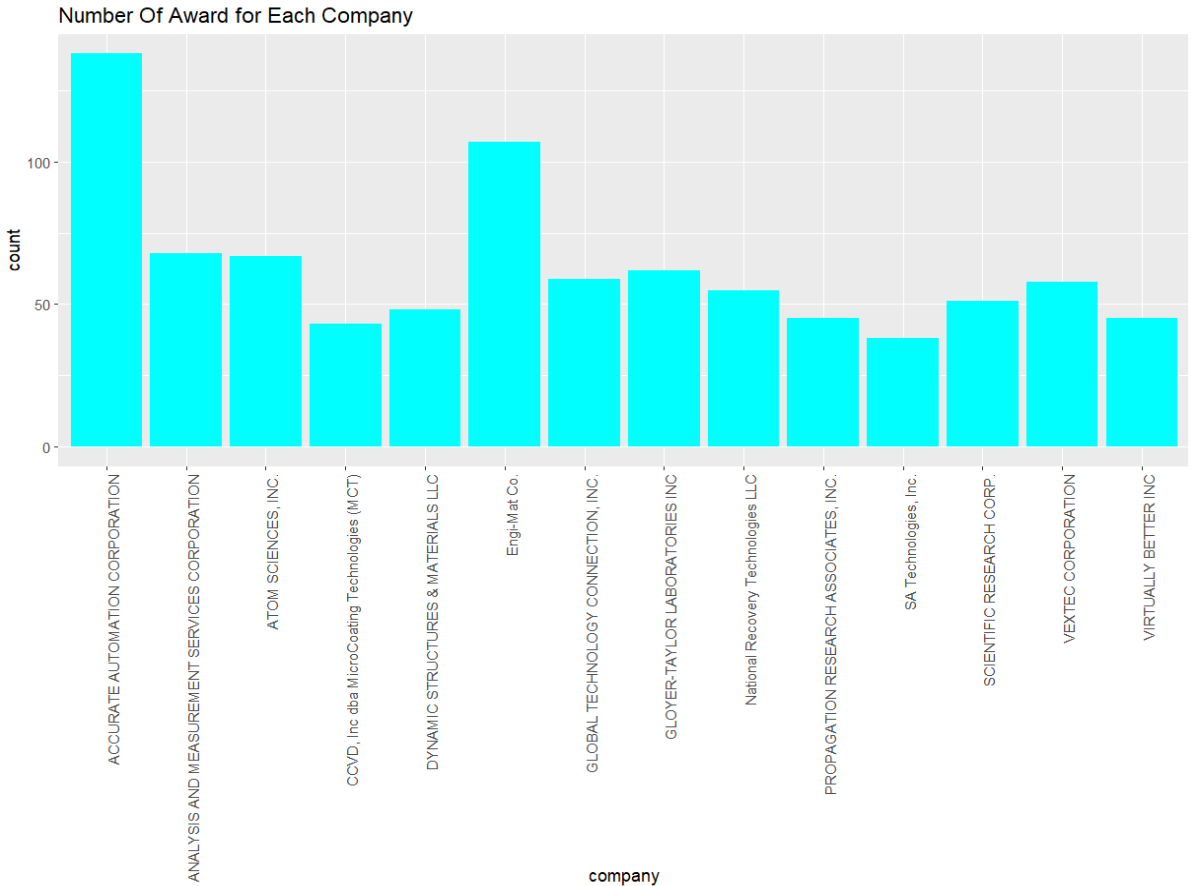 Number Of Award for Each Company
count
100
50
0
ACCURATE AUTOMATION CORPORATION
ANALYSIS AND MEASUREMENT SERVICES CORPORATION
ATOM SCIENCES, INC.
CCVD, Inc dba MicroCoating Technologies (MCT)
DYNAMIC STRUCTURES & MATERIALS LLC
Engi-Mat Co.
GLOBAL TECHNOLOGY CONNECTION, INC.
GLOYER-TAYLOR LABORATORIES INC
National Recovery Technologies LLC
PROPAGATION RESEARCH ASSOCIATES, INC.
SA Technologies, Inc.
SCIENTIFIC RESEARCH CORP.
VEXTEC CORPORATION
VIRTUALLY BETTER INC
company